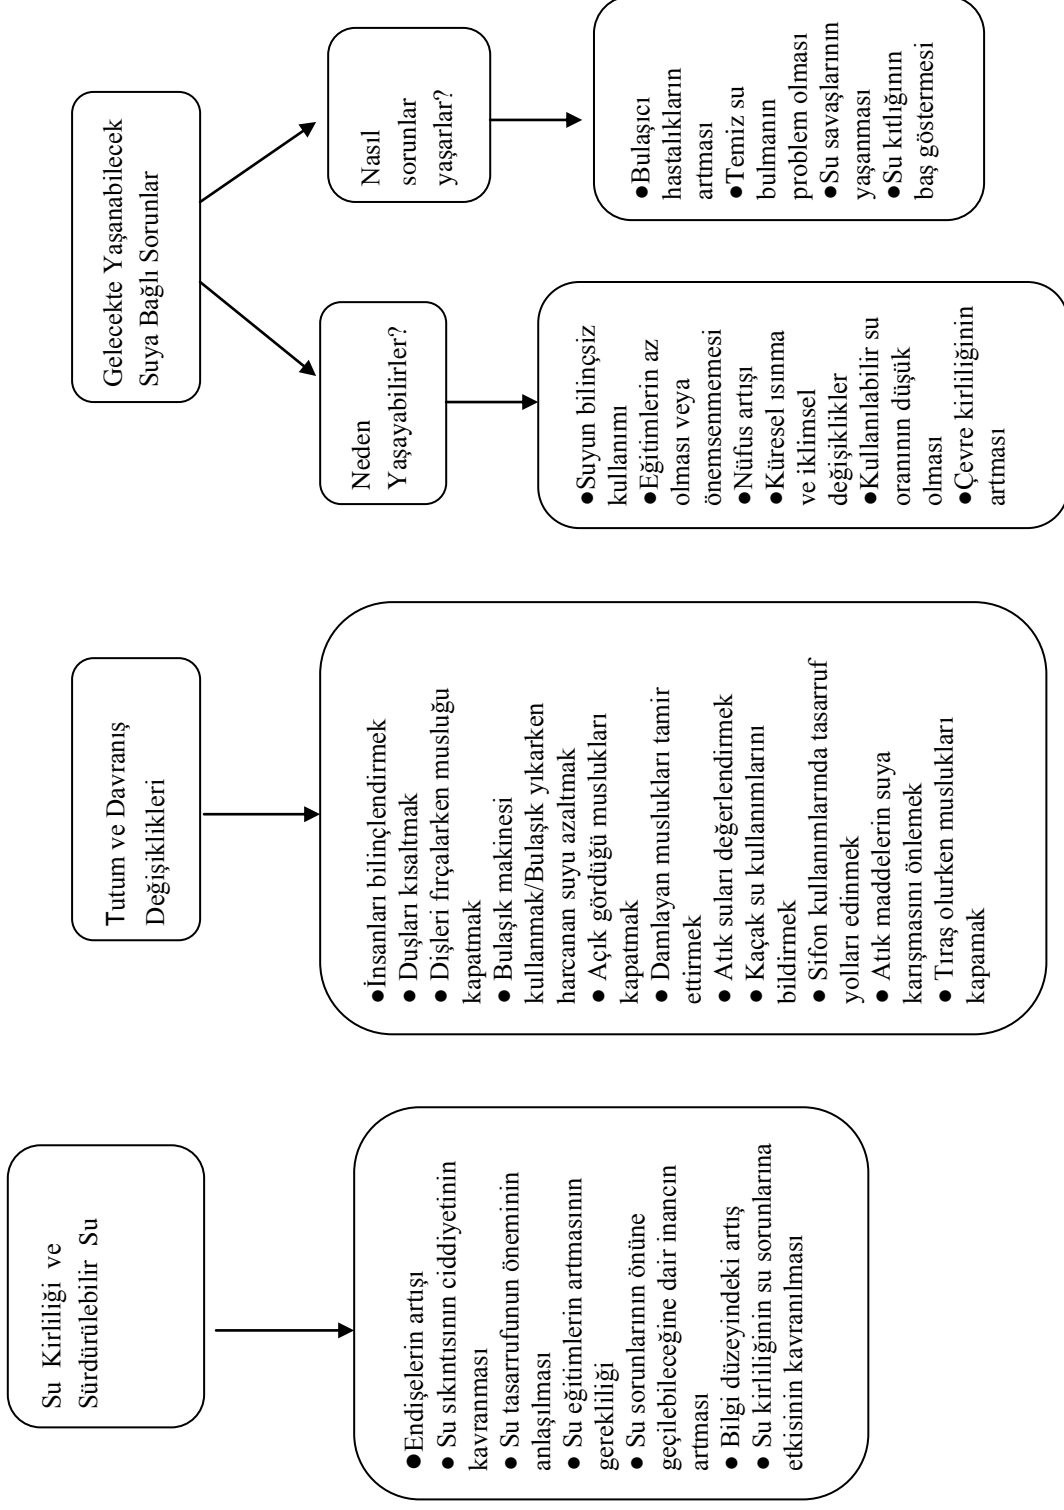 Su Kirliliği ve
Sürdürülebilir Su
●Endişelerin artışı
● Su sıkıntısının ciddiyetinin
kavranması
● Su tasarrufunun öneminin
anlaşılması
● Su eğitimlerin artmasının
gerekliliği
● Su sorunlarının önüne
geçilebileceğine dair inancın
artması
● Bilgi düzeyindeki artış
● Su kirliliğinin su sorunlarına
etkisinin kavranılması
Tutum ve Davranış
Değişiklikleri
●İnsanları bilinçlendirmek
● Duşları kısaltmak
● Dişleri fırçalarken musluğu
kapatmak
● Bulaşık makinesi
kullanmak/Bulaşık yıkarken
harcanan suyu azaltmak
● Açık gördüğü muslukları
kapatmak
● Damlayan muslukları tamir
ettirmek
● Atık suları değerlendirmek
● Kaçak su kullanımlarını
bildirmek
● Sifon kullanımlarında tasarruf
yolları edinmek
● Atık maddelerin suya
karışmasını önlemek
● Tıraş olurken muslukları
kapamak
Gelecekte Yaşanabilecek
Suya Bağlı Sorunlar
Neden
Yaşayabilirler?
●Suyun bilinçsiz
kullanımı
●Eğitimlerin az
olması veya
önemsenmemesi
●Nüfus artışı
●Küresel ısınma
ve iklimsel
değişiklikler
●Kullanılabilir su
oranının düşük
olması
●Çevre kirliliğinin
artması
Nasıl
sorunlar
yaşarlar?
●Bulaşıcı
hastalıkların
artması
●Temiz su
bulmanın
problem olması
●Su savaşlarının
yaşanması
●Su kıtlığının
baş göstermesi